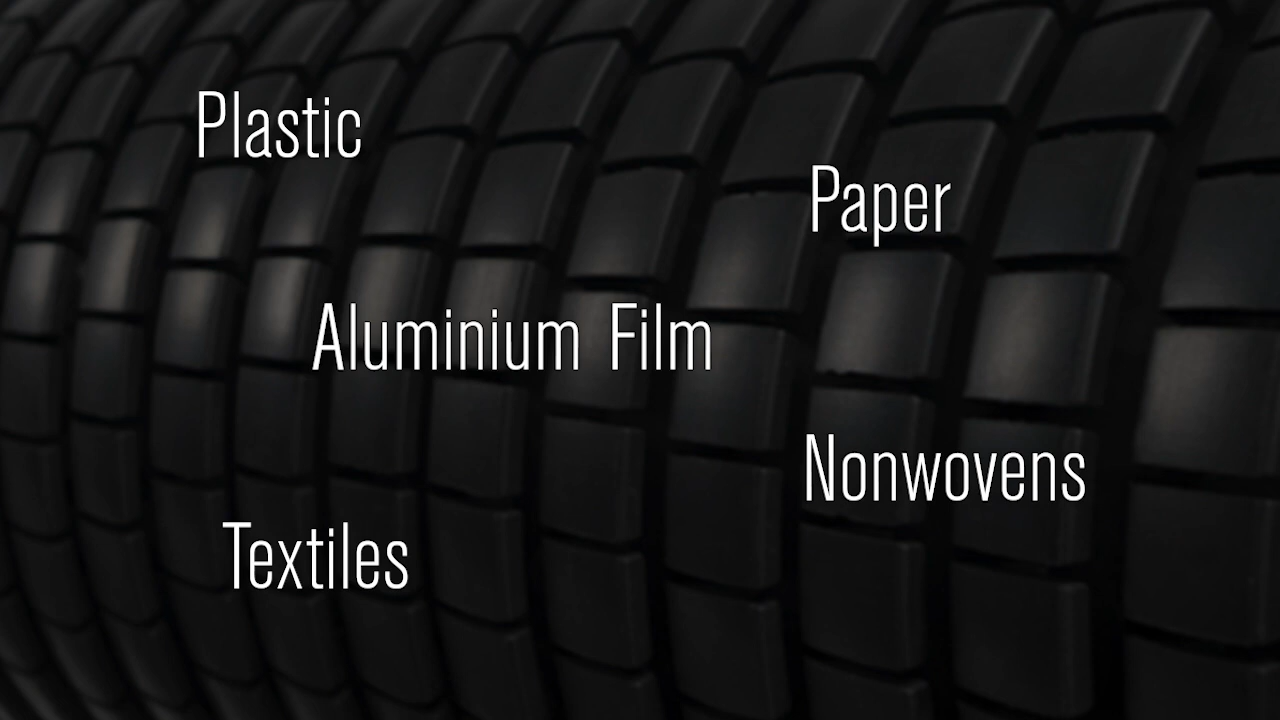 Plastic
Paper
Aluminium Film
Nonwovens
Textiles